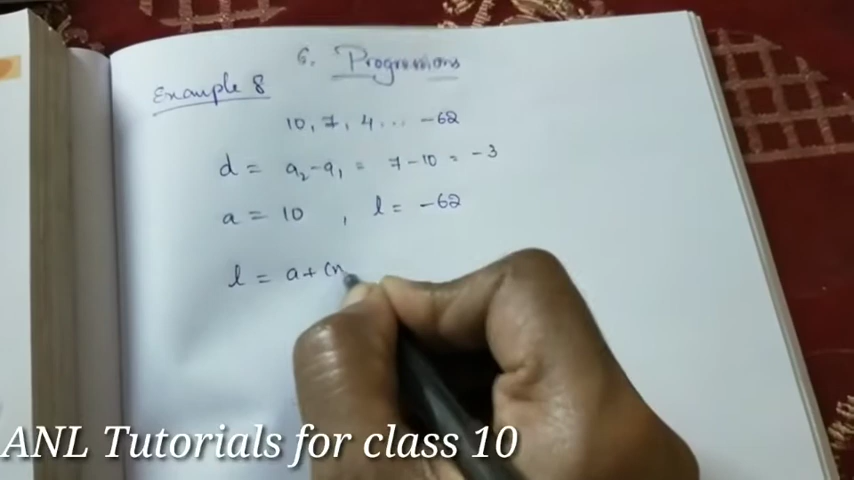 6. Progressions
Example 8
10, 7, 4... -62
d = a₂-a₁ = 7-10 = -3
a = 10 , l = -62
l = a+(n
ANL Tutorials for class 10